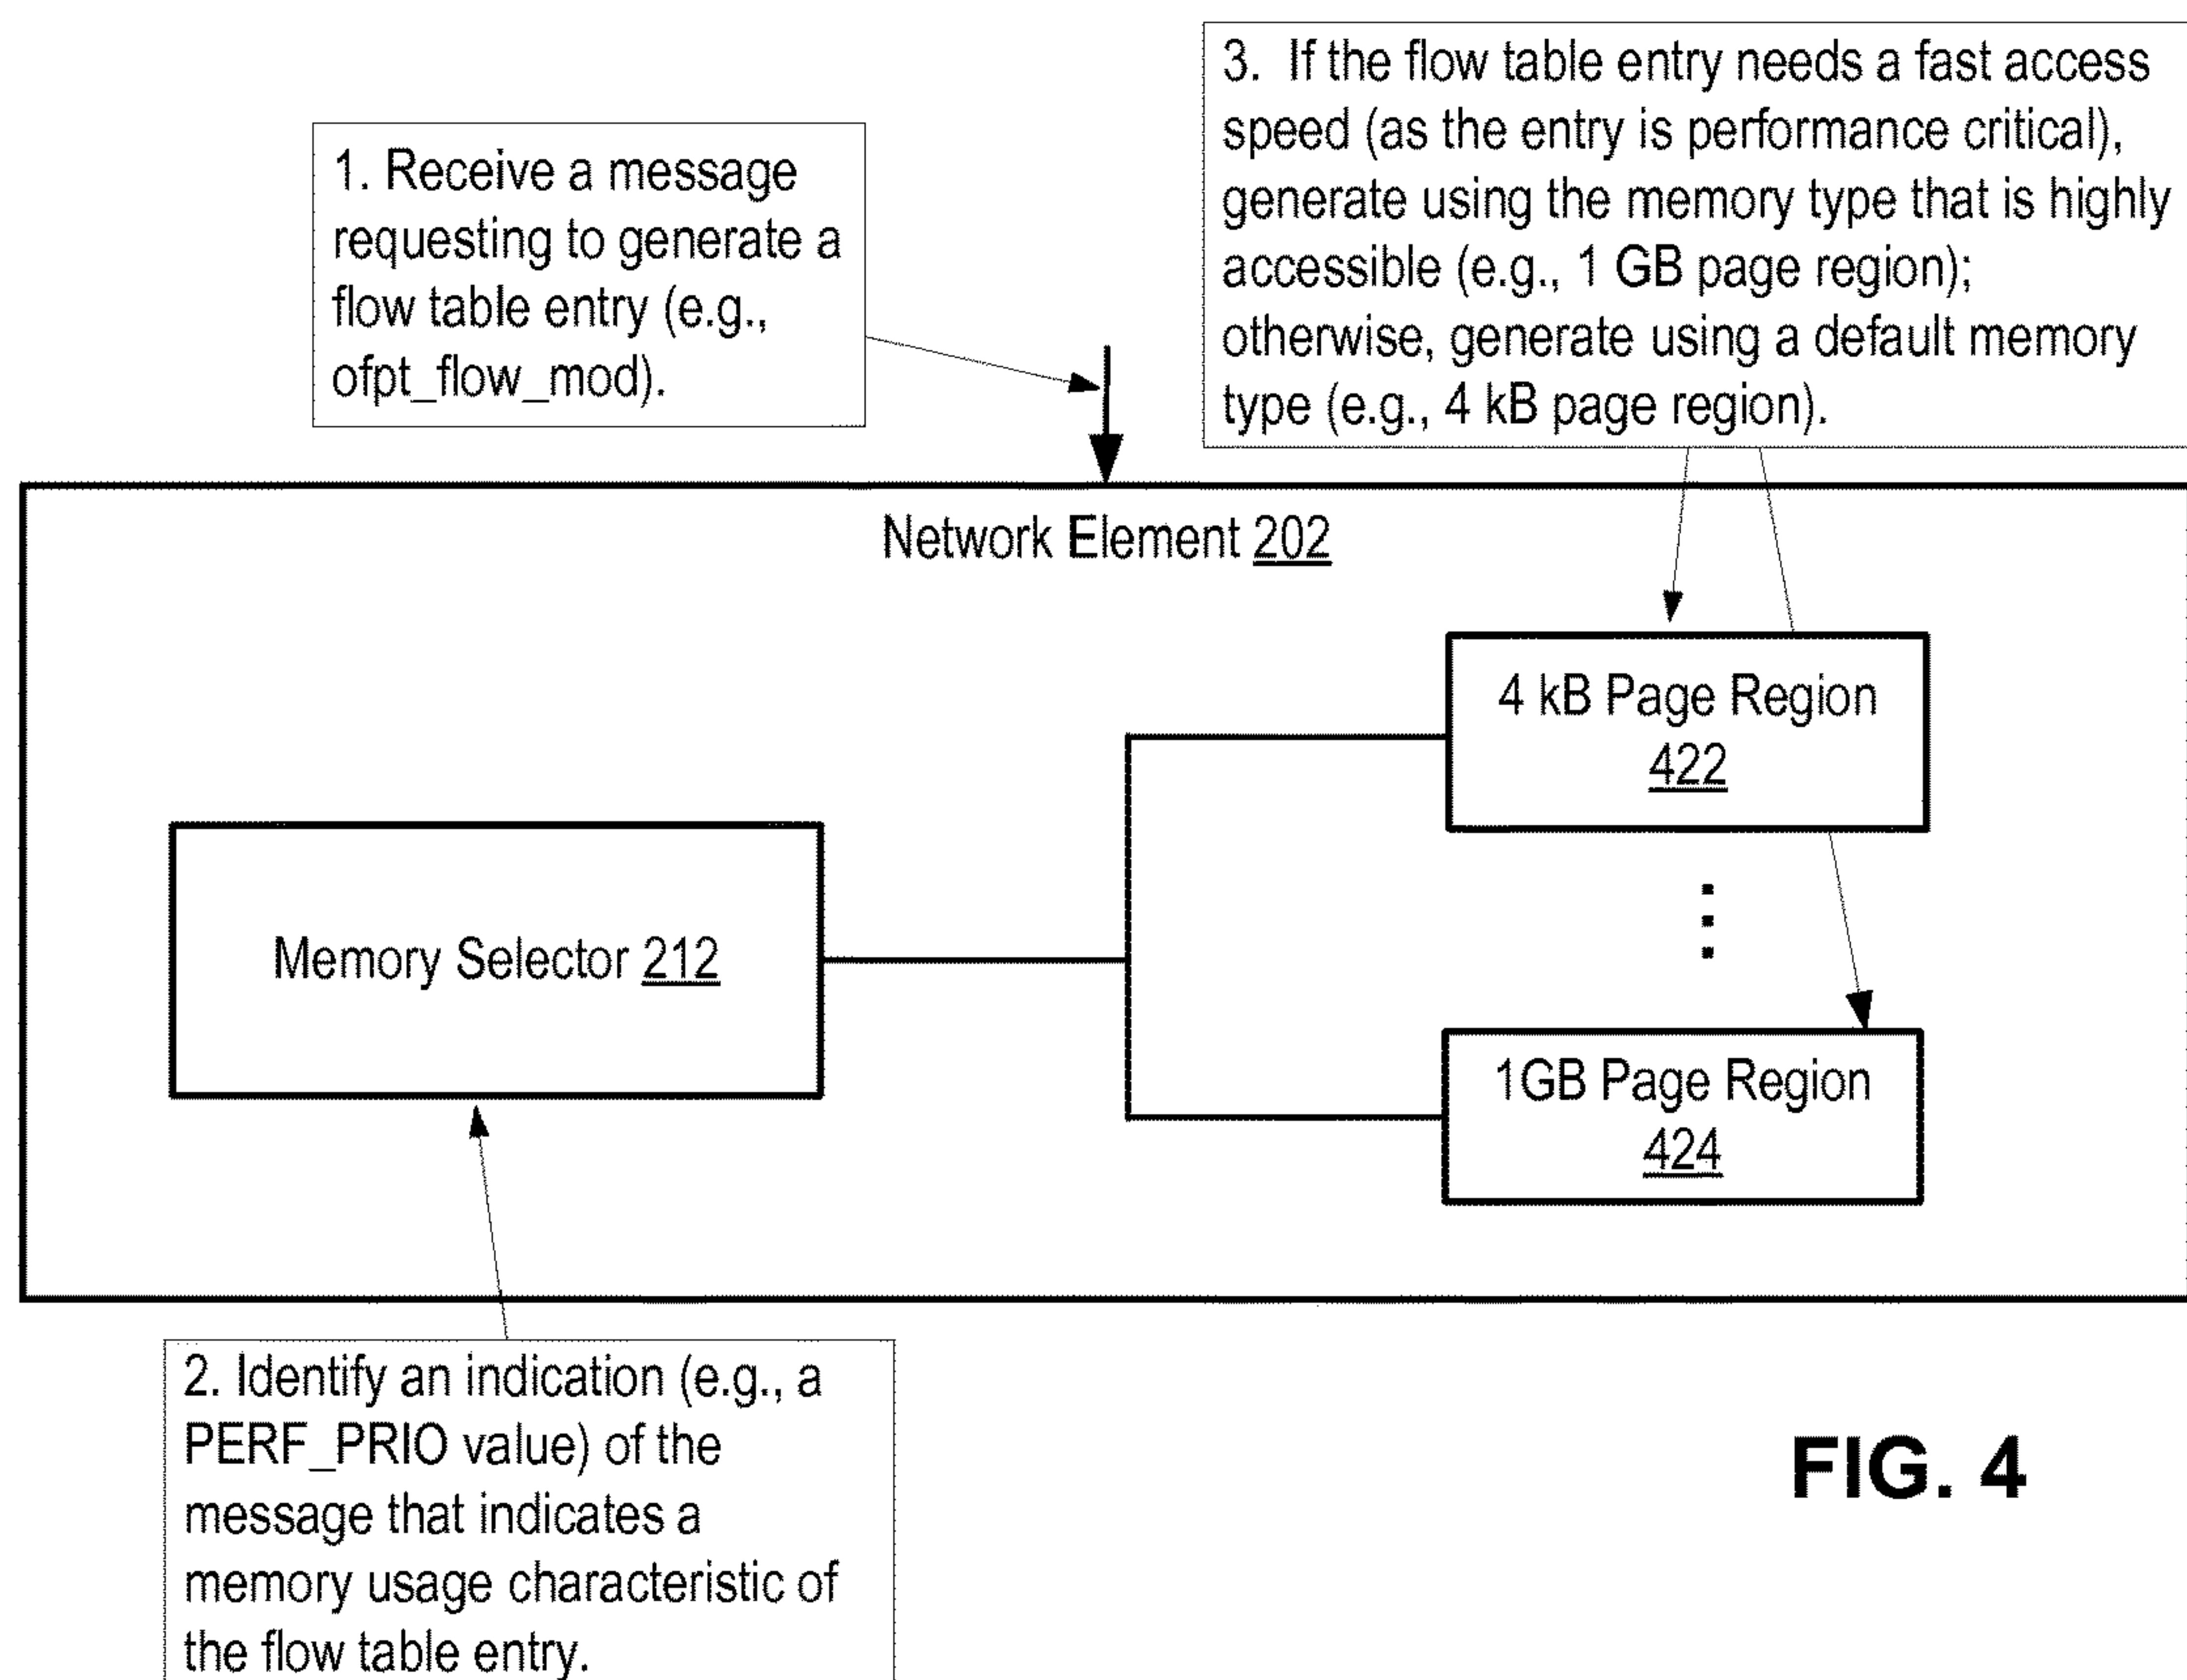 1. Receive a message
requesting to generate a
flow table entry (e.g.,
ofpt_flow_mod).
3. If the flow table entry needs a fast access
speed (as the entry is performance critical),
generate using the memory type that is highly
accessible (e.g., 1 GB page region);
otherwise, generate using a default memory
type (e.g., 4 kB page region).
Network Element 202
4 kB Page Region
422
Memory Selector 212
1GB Page Region
424
2. Identify an indication (e.g., a
PERF_PRIO value) of the
message that indicates a
memory usage characteristic of
the flow table entry.
FIG. 4